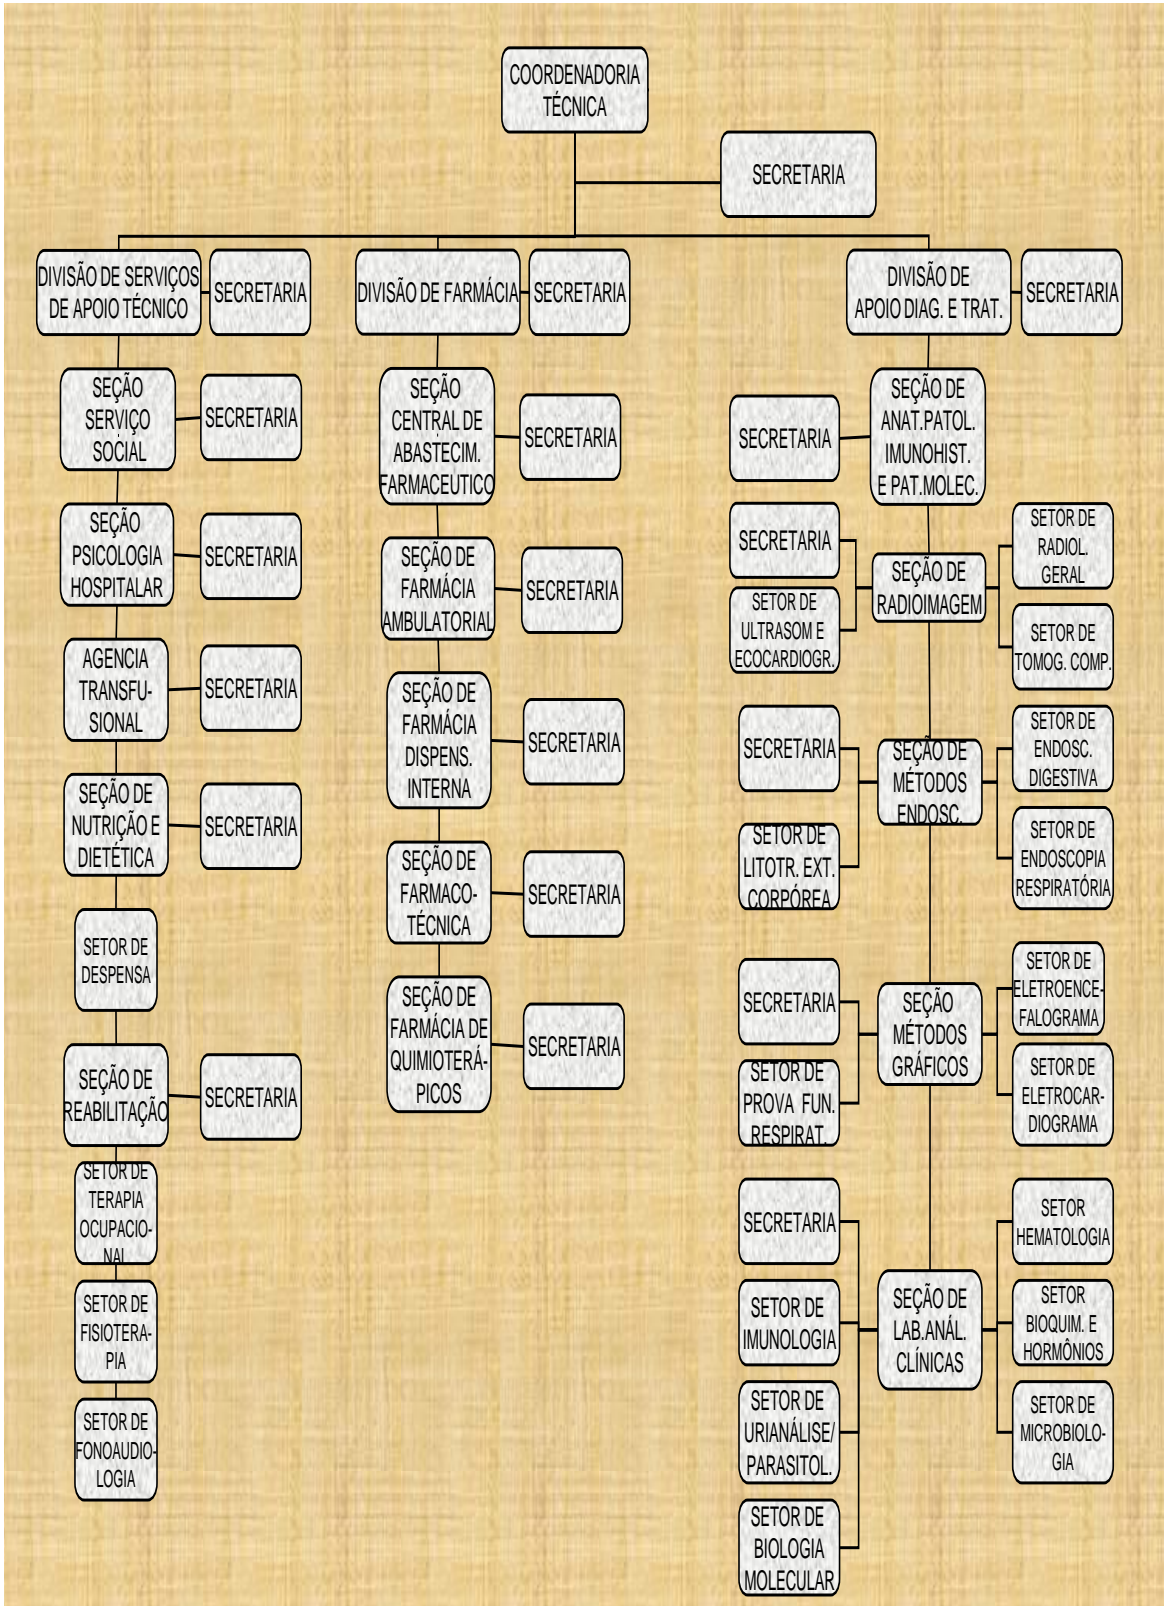 COORDENADORIA
TÉCNICA
SECRETARIA
DIVISÃO DE SERVIÇOS
DE APOIO TÉCNICO
SECRETARIA
DIVISÃO DE FARMÁCIA
SECRETARIA
DIVISÃO DE
APOIO DIAG. E TRAT.
SECRETARIA
SEÇÃO
SERVIÇO
SOCIAL
SECRETARIA
SEÇÃO
PSICOLOGIA
HOSPITALAR
SECRETARIA
AGENCIA
TRANSFU-
SIONAL
SECRETARIA
SEÇÃO DE
NUTRIÇÃO E
DIETÉTICA
SECRETARIA
SETOR DE
DESPENSA
SEÇÃO DE
REABILITAÇÃO
SECRETARIA
SETOR DE
TERAPIA
OCUPACIO-
NAL
SETOR DE
FISIOTERA-
PIA
SETOR DE
FONOAUDIO-
LOGIA
SEÇÃO
CENTRAL DE
ABASTECIM.
FARMACEUTICO
SECRETARIA
SEÇÃO DE
FARMÁCIA
AMBULATORIAL
SECRETARIA
SEÇÃO DE
FARMÁCIA
DISPENS.
INTERNA
SECRETARIA
SEÇÃO DE
FARMACO-
TÉCNICA
SECRETARIA
SEÇÃO DE
FARMÁCIA DE
QUIMIOTERÁ-
PICOS
SECRETARIA
SECRETARIA
SEÇÃO DE
ANAT.PATOL.
IMUNOHIST.
E PAT.MOLEC.
SECRETARIA
SETOR DE
ULTRASOM E
ECOCARDIOGR.
SEÇÃO DE
RADIOIMAGEM
SETOR DE
RADIOL.
GERAL
SETOR DE
TOMOG. COMP.
SECRETARIA
SETOR DE
LITOTR. EXT.
CORPÓREA
SEÇÃO DE
MÉTODOS
ENDOSC.
SETOR DE
ENDOSC.
DIGESTIVA
SETOR DE
ENDOSCOPIA
RESPIRATÓRIA
SECRETARIA
SETOR DE
PROVA FUN.
RESPIRAT.
SEÇÃO
MÉTODOS
GRÁFICOS
SETOR DE
ELETROENCE-
FALOGRAMA
SETOR DE
ELETROCAR-
DIOGRAMA
SECRETARIA
SETOR DE
IMUNOLOGIA
SETOR DE
URIANÁLISE/
PARASITOL.
SETOR DE
BIOLOGIA
MOLECULAR
SEÇÃO DE
LAB.ANÁL.
CLÍNICAS
SETOR
HEMATOLOGIA
SETOR
BIOQUIM. E
HORMÔNIOS
SETOR DE
MICROBIOLO-
GIA